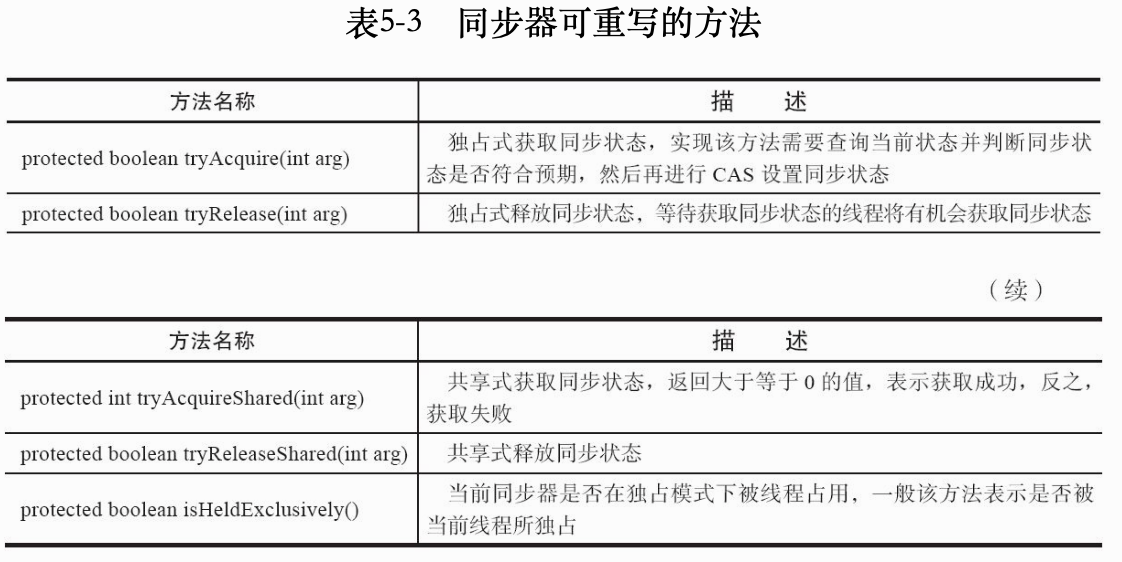 表5-3 同步器可重写的方法
方法名称 描 述
protected boolean tryAcquire(int arg) 独占式获取同步状态，实现该方法需要查询当前状态并判断同步状
态是否符合预期，然后再进行 CAS 设置同步状态
protected boolean tryRelease(int arg) 独占式释放同步状态，等待获取同步状态的线程将有机会获取同步状态
（续）
方法名称 描 述
protected int tryAcquireShared(int arg) 共享式获取同步状态，返回大于等于 0 的值，表示获取成功，反之，
获取失败
protected boolean tryReleaseShared(int arg) 共享式释放同步状态
protected boolean isHeldExclusively() 当前同步器是否在独占模式下被线程占用，一般该方法表示是否被
当前线程所独占